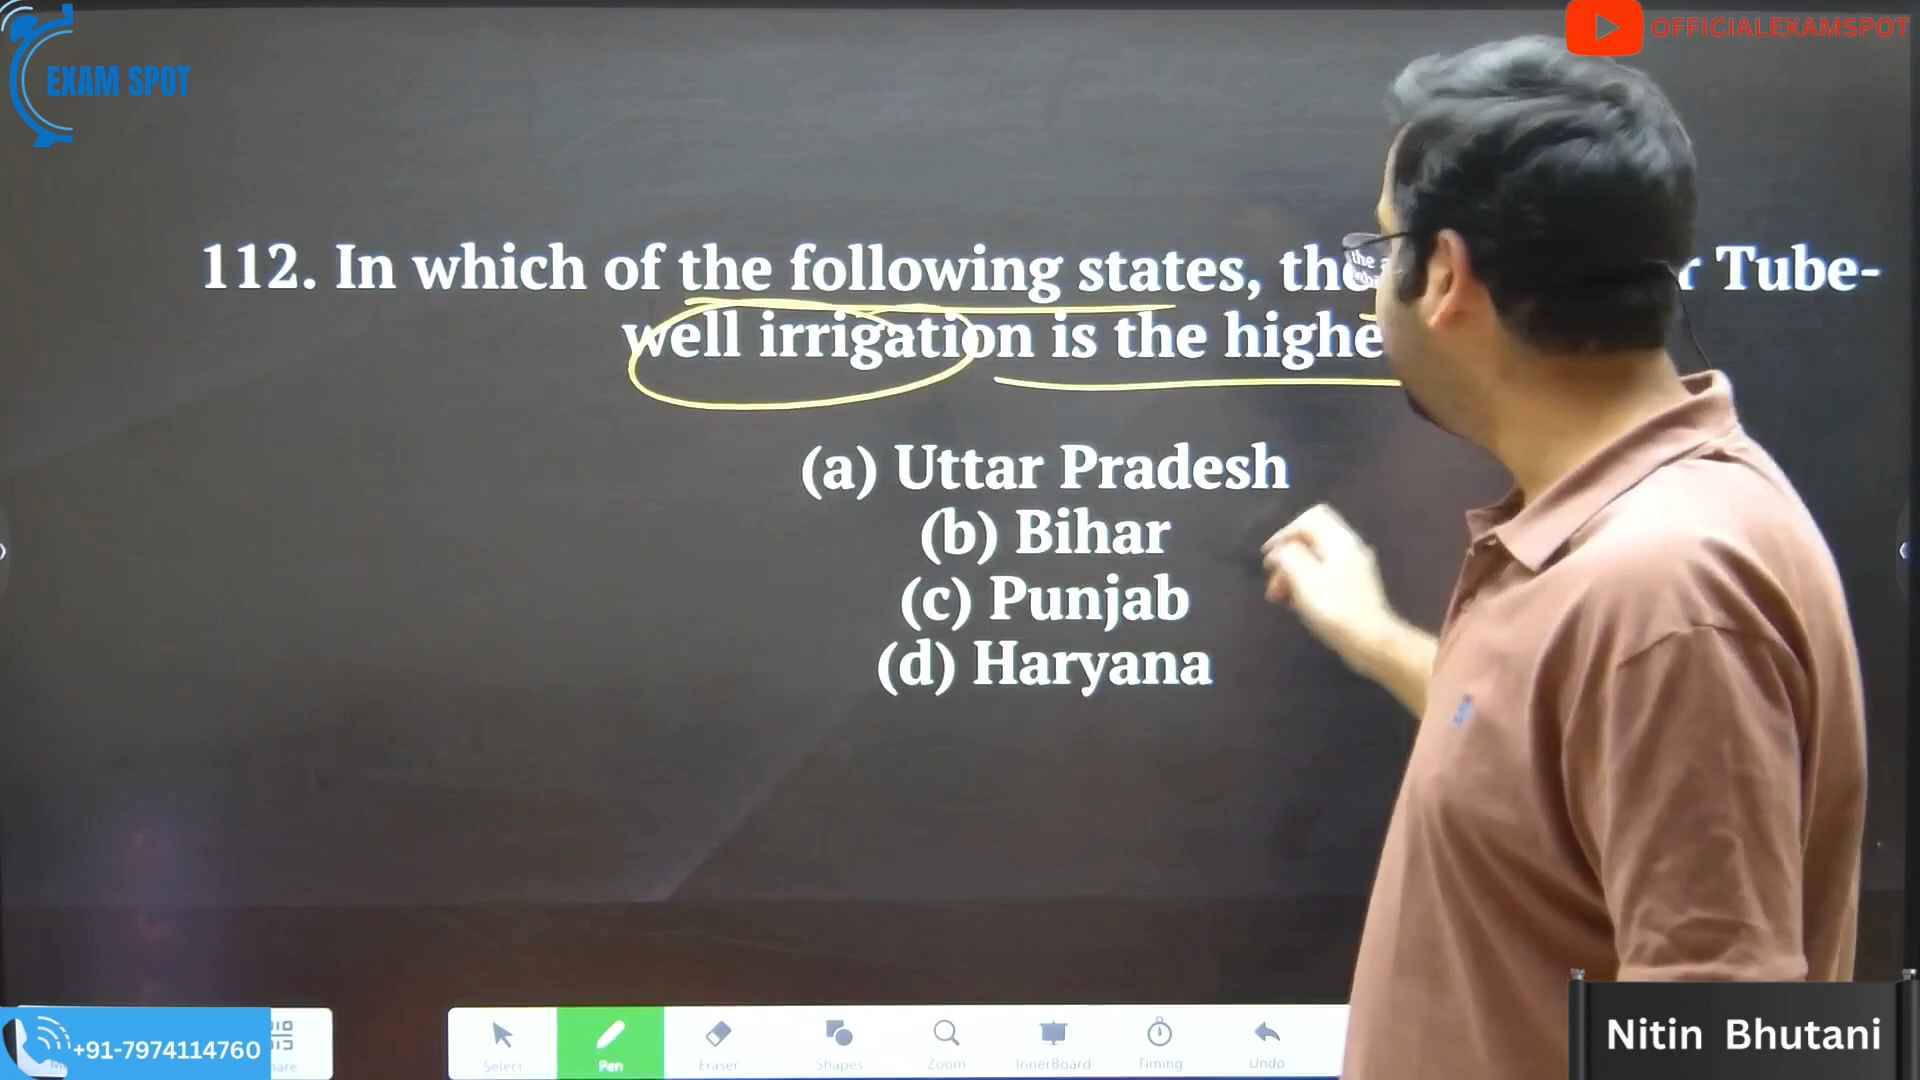 EXAM SPOT
OFFICIALEXAMSPOT
112. In which of the following states, the Tube-
well irrigation is the highe
(a) Uttar Pradesh
(b) Bihar
(c) Punjab
(d) Haryana
+91-7974114760
Select
Pen
Eraser
Shapes
Zoom
InnerBoard
Timing
Undo
Nitin Bhutani